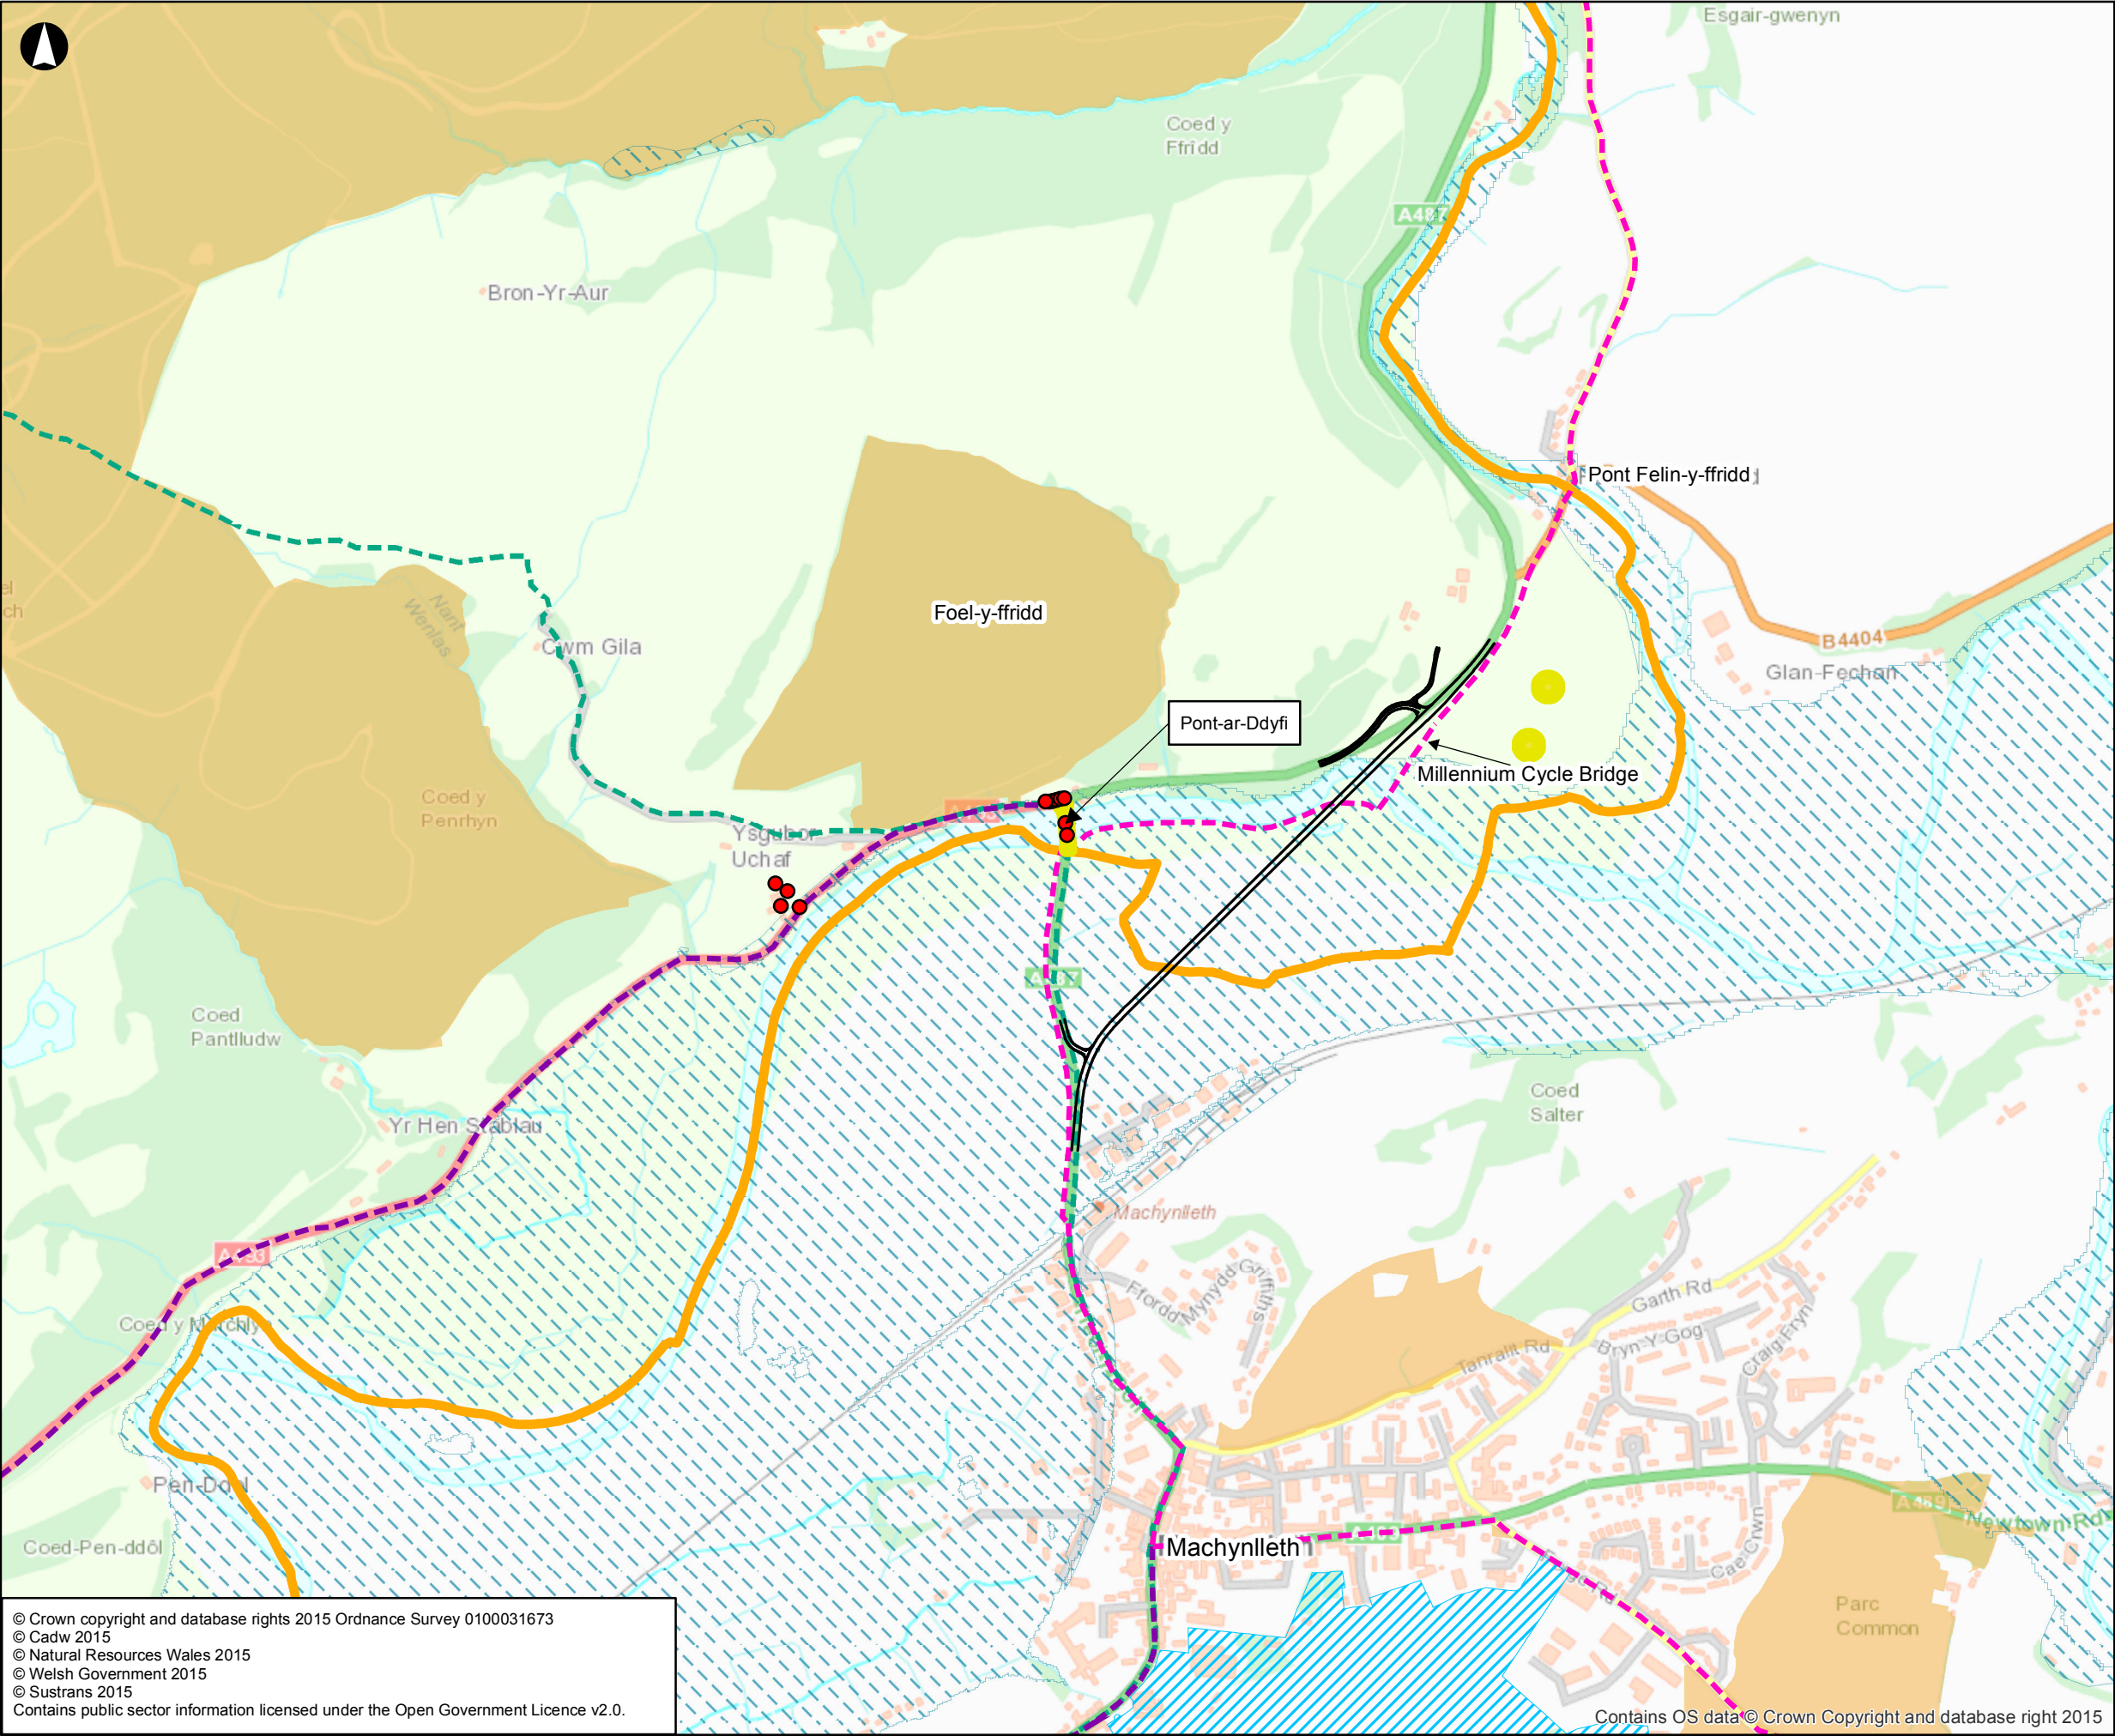 Esgair-gwenyn
Coed y
Ffridd
A487
Bron-Yr-Aur
Pont Felin-y-ffridd
Foel-y-ffridd
Nant
Wenlas
Cwm Gila
B4404
Glan-Fechan
Pont-ar-Ddyfi
Millennium Cycle Bridge
Coed y
Penrhyn
Ysgubor
Uchaf
Coed
Pantlludw
Coed
Salter
Yr Hen Stablau
Machynlleth
Ffordd Mynydd Griffiths
Garth Rd
Coed y Marchlyn
Tanrallt Rd
Bryn-Y-Gog
Craig Fryn
Pen-Ddol
A489
Newtown Rd
Coed-Pen-ddôl
Machynlleth
A489
Cae Crwn
Parc
Common
© Crown copyright and database rights 2015 Ordnance Survey 0100031673
© Cadw 2015
© Natural Resources Wales 2015
© Welsh Government 2015
© Sustrans 2015
Contains public sector information licensed under the Open Government Licence v2.0.
Contains OS data © Crown Copyright and database right 2015